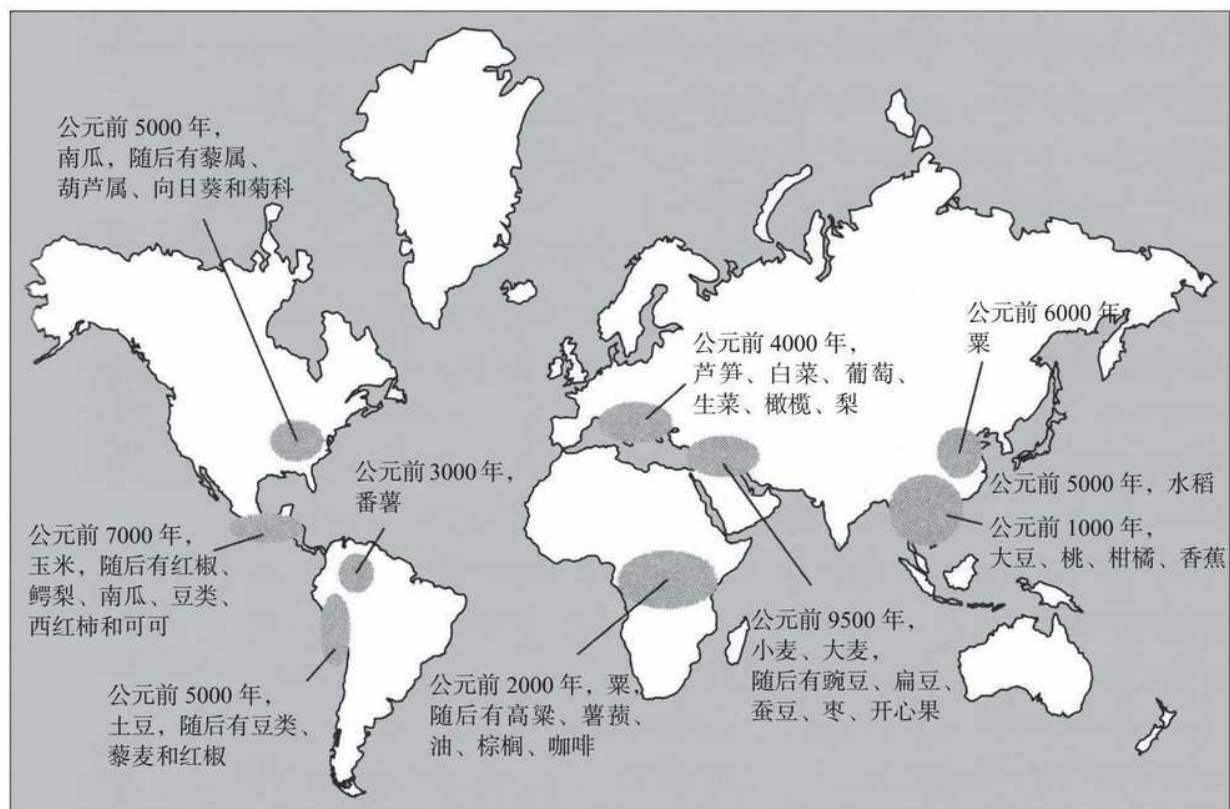 公元前 5000 年，
南瓜，随后有藜属、
葫芦属、向日葵和菊科
公元前 6000 年，
粟
公元前 4000 年，
芦笋、白菜、葡萄、
生菜、橄榄、梨
公元前 3000 年，
番薯
公元前 5000 年，水稻
公元前 1000 年，
大豆、桃、柑橘、香蕉
公元前 7000 年，
玉米，随后有红椒、
鳄梨、南瓜、豆类、
西红柿和可可
公元前 9500 年，
小麦、大麦，
随后有豌豆、扁豆、
蚕豆、枣、开心果
公元前 2000 年，粟，
随后有高粱、薯蓣、
油、棕榈、咖啡
公元前 5000 年，
土豆，随后有豆类、
藜麦和红椒